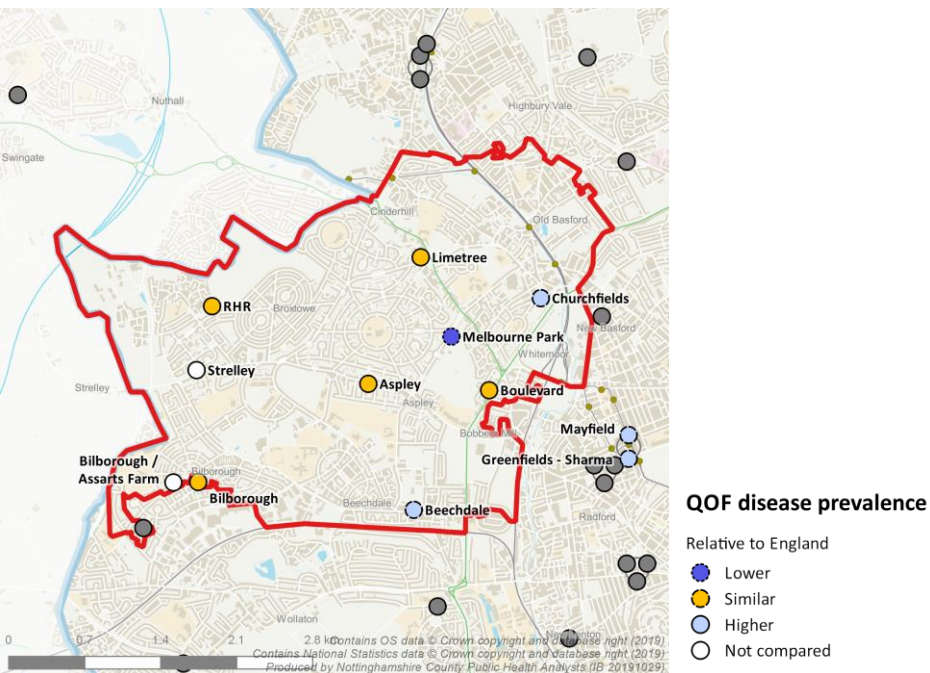 Nuthall
Highbury Vale
Swingate
Cinderhill
Old Basford
Limetree
RHR
Broxtowe
Churchfields
New Basford
Melbourne Park
Whitemoor
Strelley
Strelley
Aspley
Boulevard
Aspley
Mayfield
Bobbers Mill
Greenfields - Sharma
Bilborough /
Assarts Farm
Bilborough
Bilborough
Beechdale
Beechdale
Radford
QOF disease prevalence
Relative to England
Lower
Similar
Higher
Not compared
Wollaton
0 0.7 1.4 2.1 2.8 km
Contains OS data © Crown copyright and database right (2019)
Contains National Statistics data © Crown copyright and database right (2019)
Produced by Nottinghamshire County Public Health Analysts (IB 20191029)